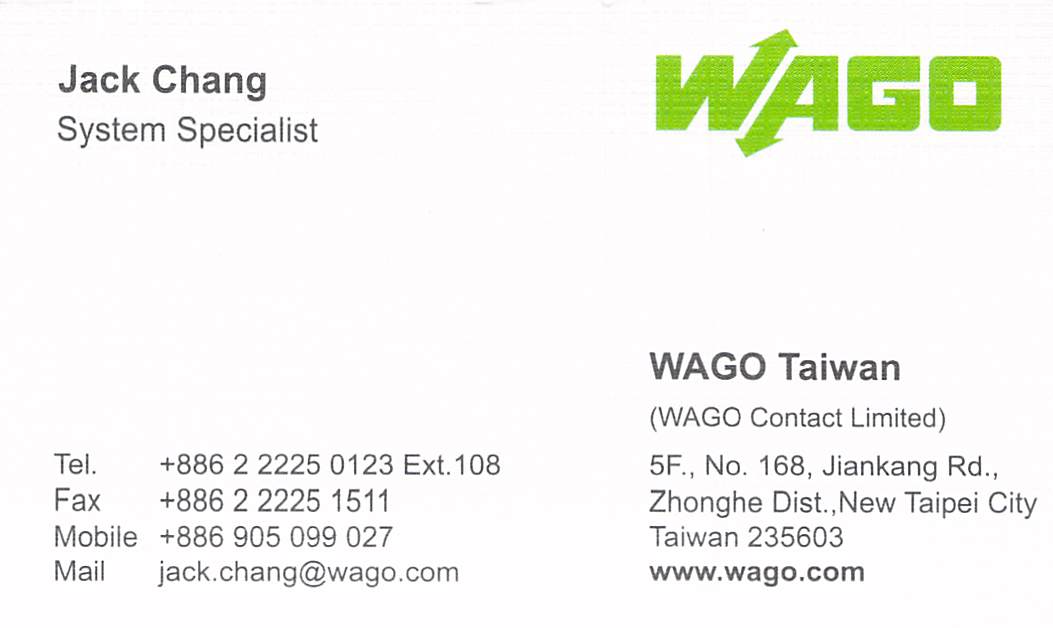 Jack Chang
System Specialist
WAGO
Tel. +886 2 2225 0123 Ext.108
Fax +886 2 2225 1511
Mobile +886 905 099 027
Mail jack.chang@wago.com
WAGO Taiwan
(WAGO Contact Limited)
5F., No. 168, Jiankang Rd.,
Zhonghe Dist.,New Taipei City
Taiwan 235603
www.wago.com